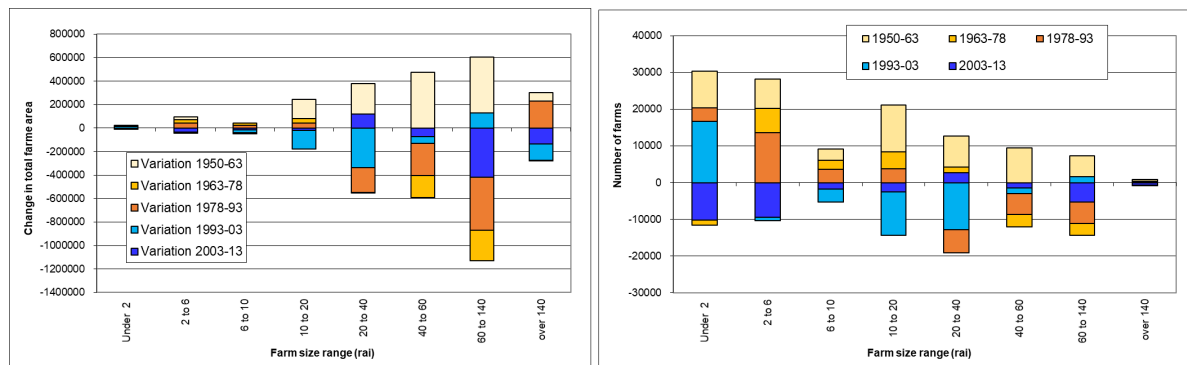 800000
600000
400000
200000
0
-200000
-400000
-600000
-800000
-1000000
-1200000
-1400000
Change in total farme area
Variation 1950-63
Variation 1963-78
Variation 1978-93
Variation 1993-03
Variation 2003-13
Under 2
2 to 6
6 to 10
10 to 20
20 to 40
40 to 60
60 to 140
over 140
Farm size range (rai)
40000
30000
20000
10000
0
-10000
-20000
-30000
Number of farms
1950-63 1963-78 1978-93
1993-03 2003-13
Under 2
2 to 6
6 to 10
10 to 20
20 to 40
40 to 60
60 to 140
over 140
Farm size range (rai)